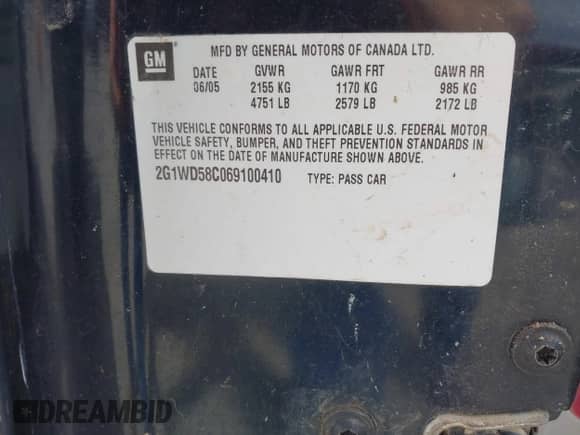 GM
MFD BY GENERAL MOTORS OF CANADA LTD.
DATE GVWR GAWR FRT GAWR RR
06/05 2155 KG 1170 KG 985 KG
4751 LB 2579 LB 2172 LB
THIS VEHICLE CONFORMS TO ALL APPLICABLE U.S. FEDERAL MOTOR
VEHICLE SAFETY, BUMPER, AND THEFT PREVENTION STANDARDS IN
EFFECT ON THE DATE OF MANUFACTURE SHOWN ABOVE.
2G1WD58C069100410 TYPE: PASS CAR
DREAMBID